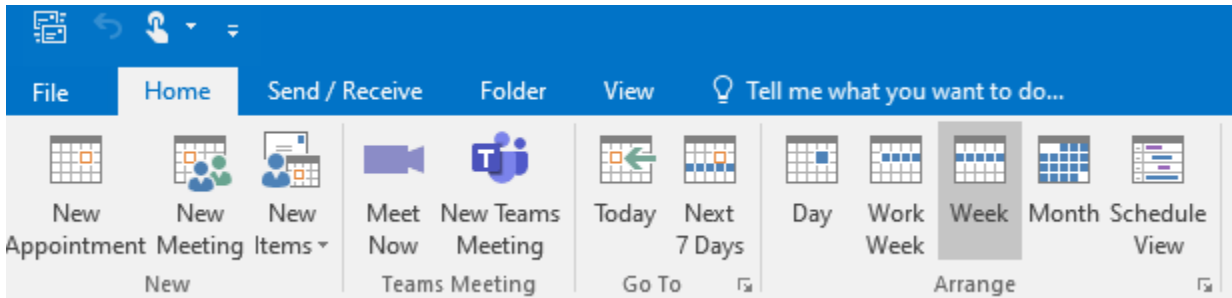 File Home Send / Receive Folder View Tell me what you want to do...
New Appointment
New Meeting
New Items
Meet Now
New Teams Meeting
Today
Next 7 Days
Day
Work Week
Week
Month
Schedule View
New
Teams Meeting
Go To
Arrange